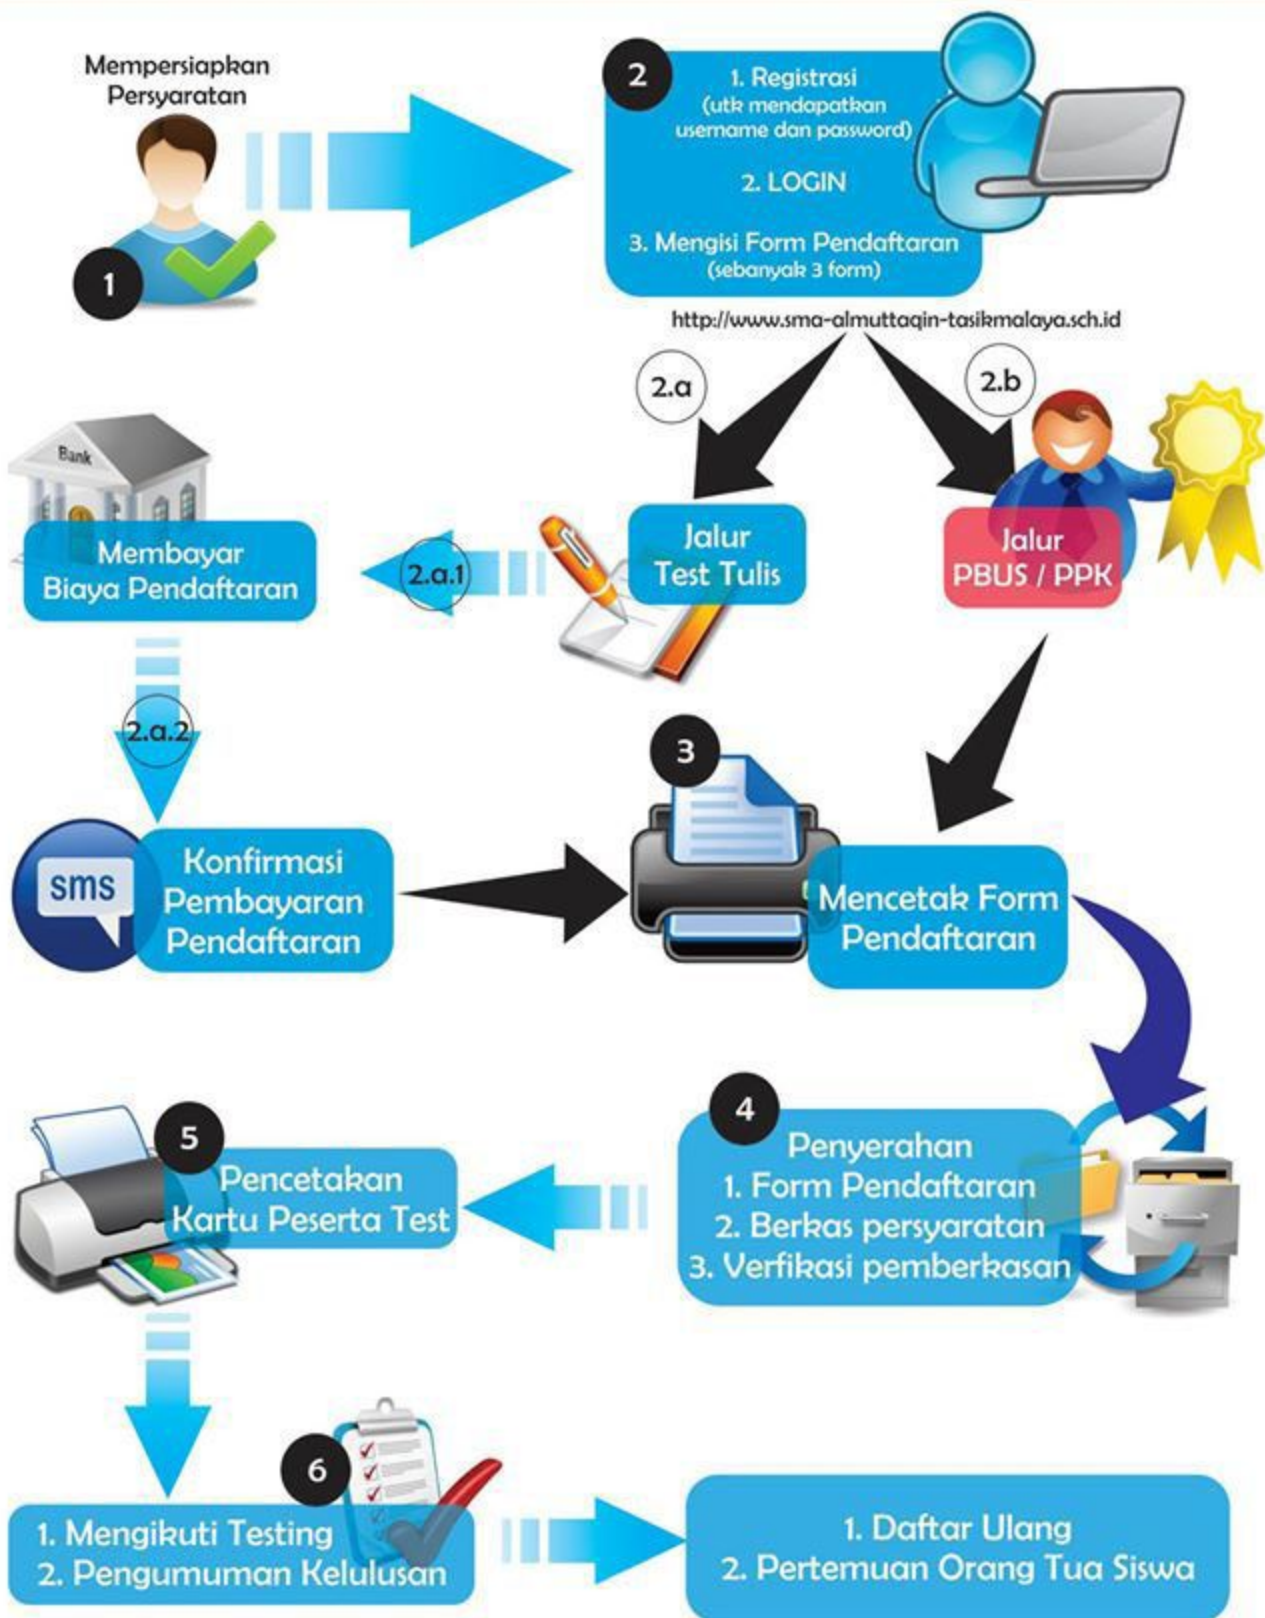 Mempersiapkan
Persyaratan
1
2
1. Registrasi
(utk mendapatkan
username dan password)
2. LOGIN
3. Mengisi Form Pendaftaran
(sebanyak 3 form)
http://www.sma-almuttaqin-tasikmalaya.sch.id
2.a
2.b
Bank
Membayar
Biaya Pendaftaran
2.a.1
Jalur
Test Tulis
Jalur
PBUS / PPK
2.a.2
sms
Konfirmasi
Pembayaran
Pendaftaran
3
Mencetak Form
Pendaftaran
4
Penyerahan
1. Form Pendaftaran
2. Berkas persyaratan
3. Verfikasi pemberkasan
5
Pencetakan
Kartu Peserta Test
6
1. Mengikuti Testing
2. Pengumuman Kelulusan
1. Daftar Ulang
2. Pertemuan Orang Tua Siswa